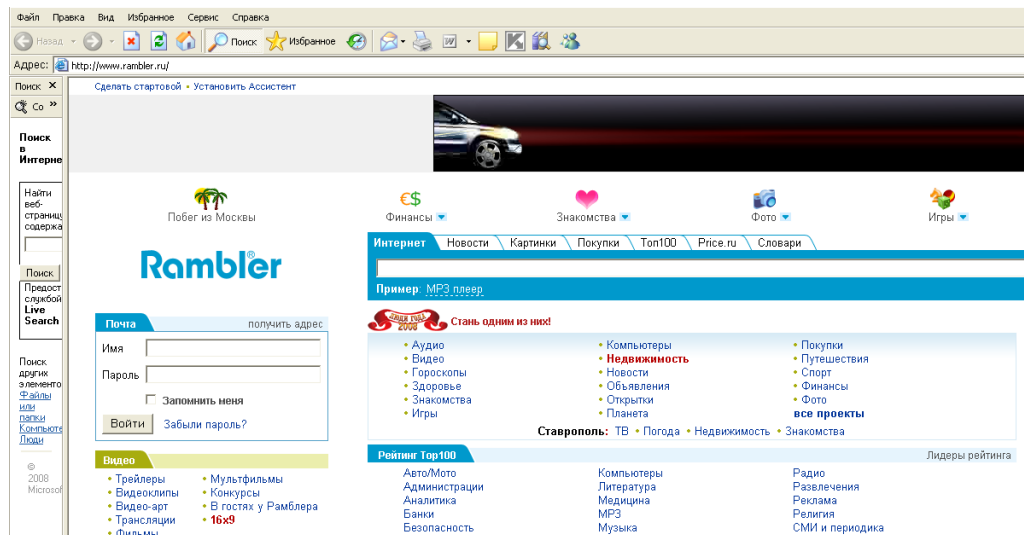 Файл Правка Вид Избранное Сервис Справка
Назад Поиск Избранное
Адрес: http://www.rambler.ru/
Поиск
Со
Поиск
в
Интерне
Найти
веб-
страницу
содержа
Поиск
Предост
службой
Live
Search
Поиск
других
элементо
Файлы
или
папки
Компьюте
Люди
©
2008
Microsof
Сделать стартовой • Установить Ассистент
Побег из Москвы Финансы Знакомства Фото Игры
Rambler®
Интернет Новости Картинки Покупки Топ100 Price.ru Словари
Пример: MP3 плеер
Почта получить адрес
Имя
Пароль
Запомнить меня
Войти Забыли пароль?
ЛЮДИ ГОДА
2008
Стань одним из них!
• Аудио • Компьютеры • Покупки
• Видео • Недвижимость • Путешествия
• Гороскопы • Новости • Спорт
• Здоровье • Объявления • Финансы
• Знакомства • Открытки • Фото
• Игры • Планета все проекты
Ставрополь: ТВ • Погода • Недвижимость • Знакомства
Видео
• Трейлеры • Мультфильмы
• Видеоклипы • Конкурсы
• Видео-арт • В гостях у Рамблера
• Трансляции • 16x9
• Фильмы
Рейтинг Top100 Лидеры рейтинга
Авто/Мото Компьютеры Радио
Администрации Литература Развлечения
Аналитика Медицина Реклама
Банки MP3 Религия
Безопасность Музыка СМИ и периодика